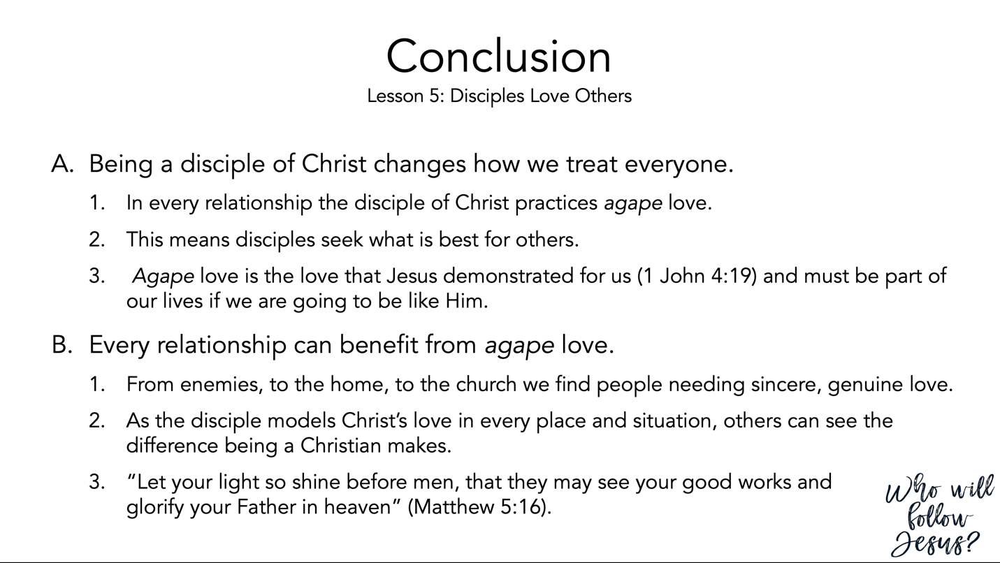 Conclusion
Lesson 5: Disciples Love Others
A. Being a disciple of Christ changes how we treat everyone.
1. In every relationship the disciple of Christ practices agape love.
2. This means disciples seek what is best for others.
3. Agape love is the love that Jesus demonstrated for us (1 John 4:19) and must be part of
our lives if we are going to be like Him.
B. Every relationship can benefit from agape love.
1. From enemies, to the home, to the church we find people needing sincere, genuine love.
2. As the disciple models Christ’s love in every place and situation, others can see the
difference being a Christian makes.
3. “Let your light so shine before men, that they may see your good works and
glorify your Father in heaven” (Matthew 5:16).
Who will
follow
Jesus?